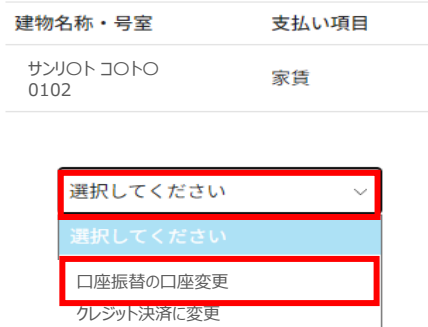 建物名称・号室 支払い項目
サンリ〇ト コ〇ト〇 家賃
0102
選択してください
選択してください
口座振替の口座変更
クレジット決済に変更